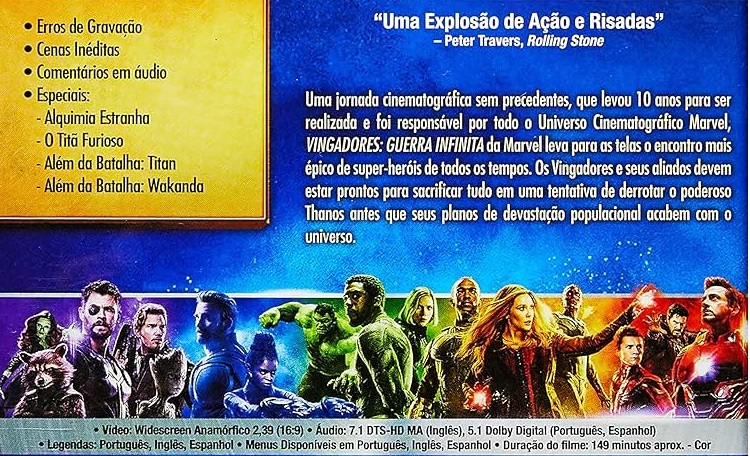 • Erros de Gravação
• Cenas Inéditas
• Comentários em áudio
• Especiais:
- Alquimia Estranha
- O Titã Furioso
- Além da Batalha: Titan
- Além da Batalha: Wakanda
“Uma Explosão de Ação e Risadas”
– Peter Travers, Rolling Stone
Uma jornada cinematográfica sem precedentes, que levou 10 anos para ser
realizada e foi responsável por todo o Universo Cinematográfico Marvel,
VINGADORES: GUERRA INFINITA da Marvel leva para as telas o encontro mais
épico de super-heróis de todos os tempos. Os Vingadores e seus aliados devem
estar prontos para sacrificar tudo em uma tentativa de derrotar o poderoso
Thanos antes que seus planos de devastação populacional acabem com o
universo.
• Vídeo: Widescreen Anamórfico 2,39 (16:9) • Áudio: 7.1 DTS-HD MA (Inglês), 5.1 Dolby Digital (Português, Espanhol)
• Legendas: Português, Inglês, Espanhol • Menus Disponíveis em Português, Inglês, Espanhol • Duração do filme: 149 minutos aprox. - Cor